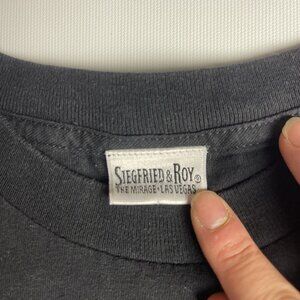 SIEGFRIED & ROY®
THE MIRAGE • LAS VEGAS